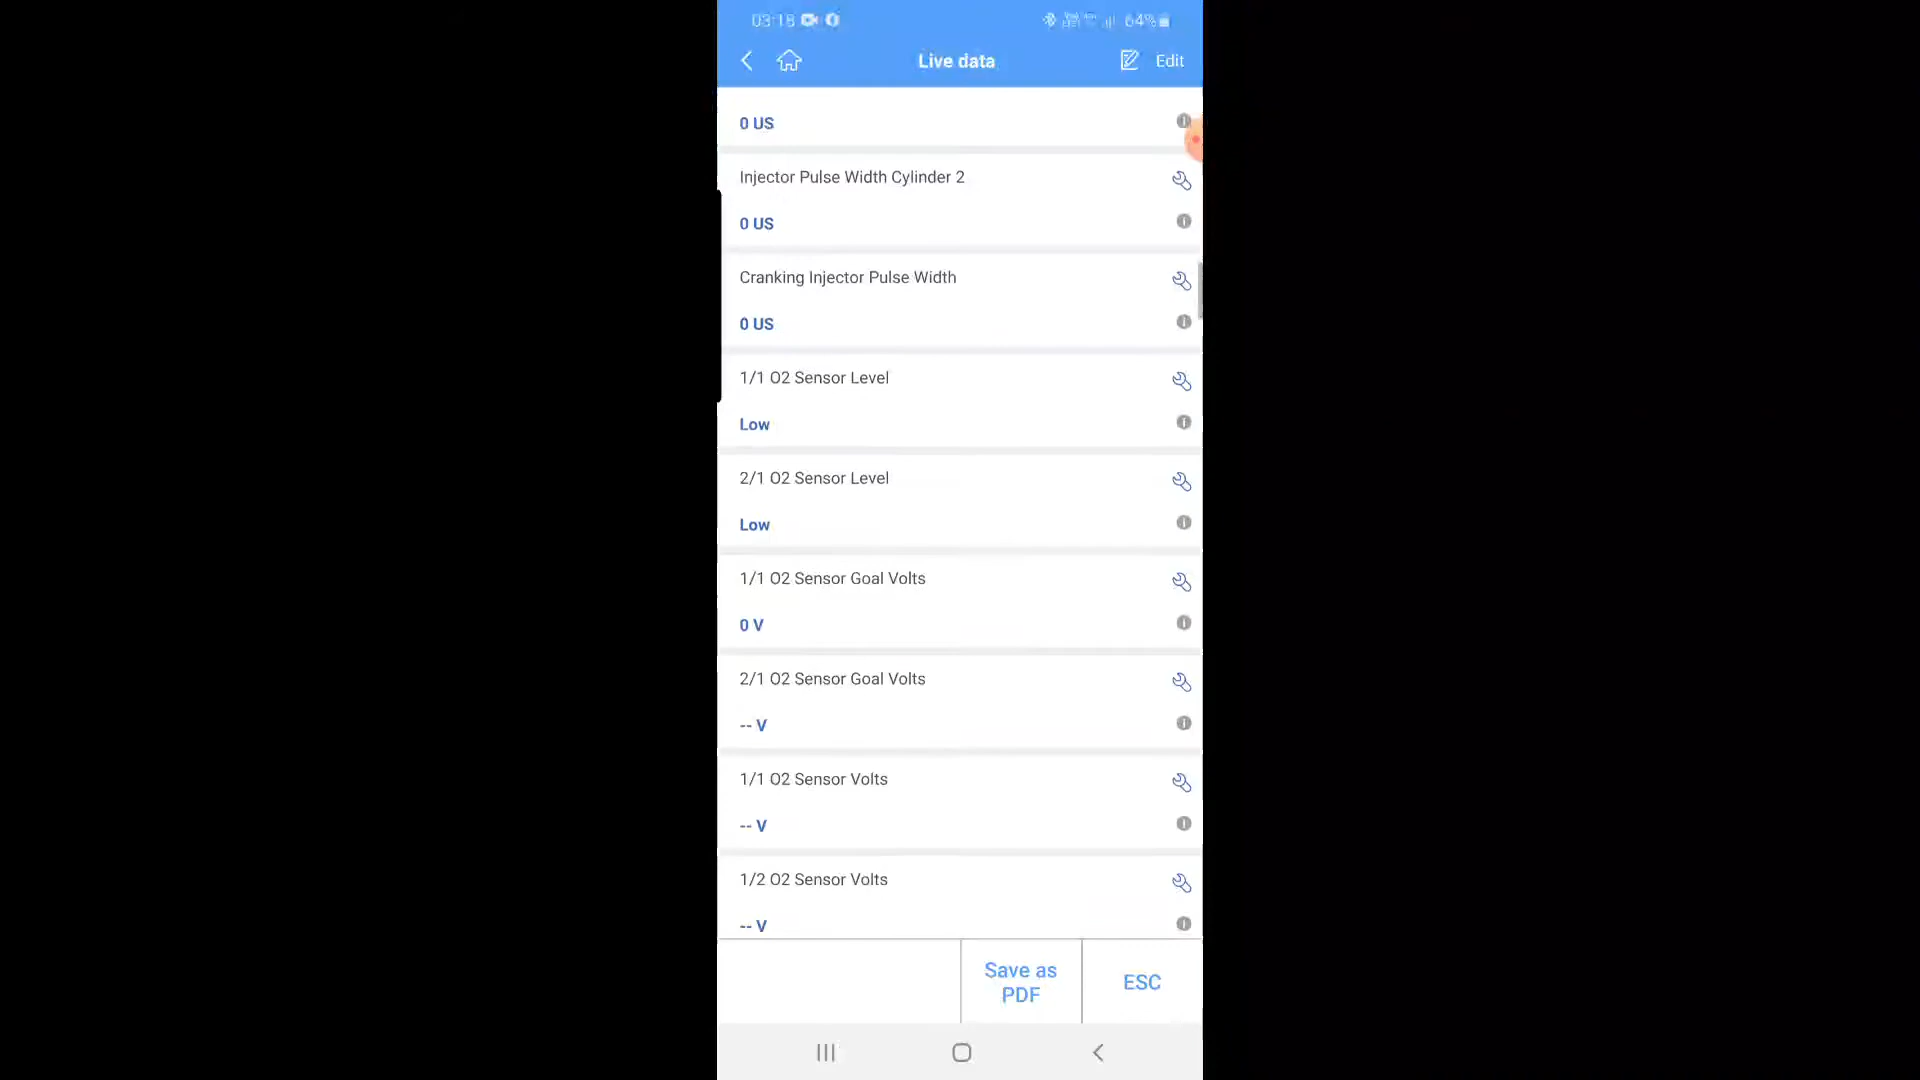 03:18 64%
Live data
Edit
0 US
Injector Pulse Width Cylinder 2
0 US
Cranking Injector Pulse Width
0 US
1/1 O2 Sensor Level
Low
2/1 O2 Sensor Level
Low
1/1 O2 Sensor Goal Volts
0 V
2/1 O2 Sensor Goal Volts
-- V
1/1 O2 Sensor Volts
-- V
1/2 O2 Sensor Volts
-- V
Save as
PDF
ESC